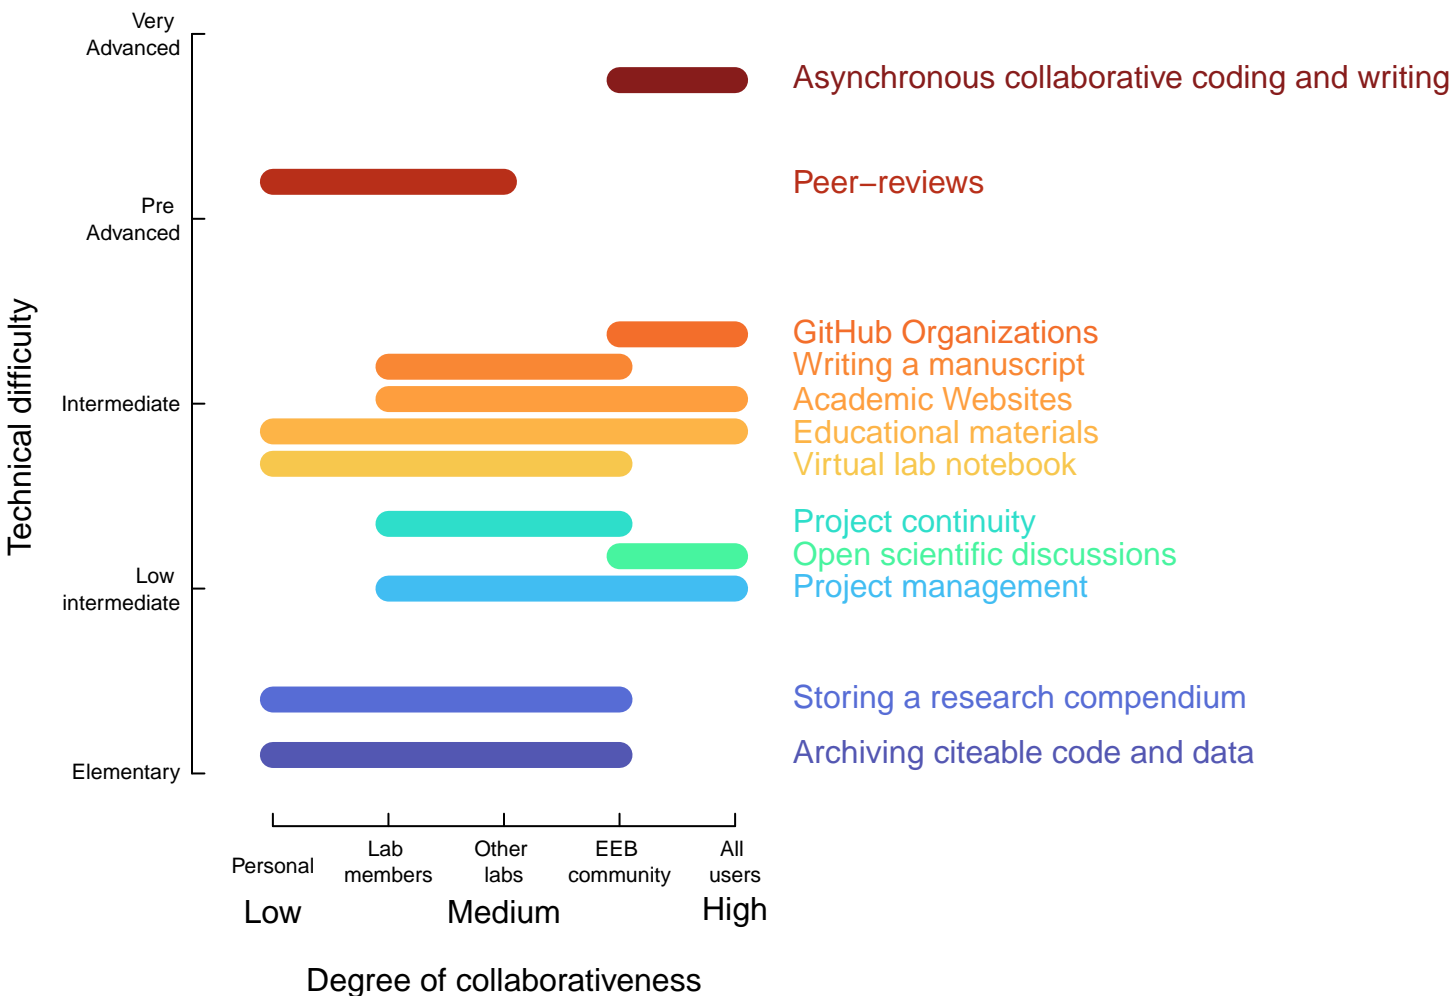 Very
Advanced
Asynchronous collaborative coding and writing
Peer−reviews
Pre
Advanced
GitHub Organizations
Writing a manuscript
Intermediate
Academic Websites
Educational materials
Virtual lab notebook
Technical difficulty
Project continuity
Open scientific discussions
Low
intermediate
Project management
Storing a research compendium
Archiving citeable code and data
Elementary
Personal
Lab
members
Other
labs
EEB
community
All
users
Low
Medium
High
Degree of collaborativeness